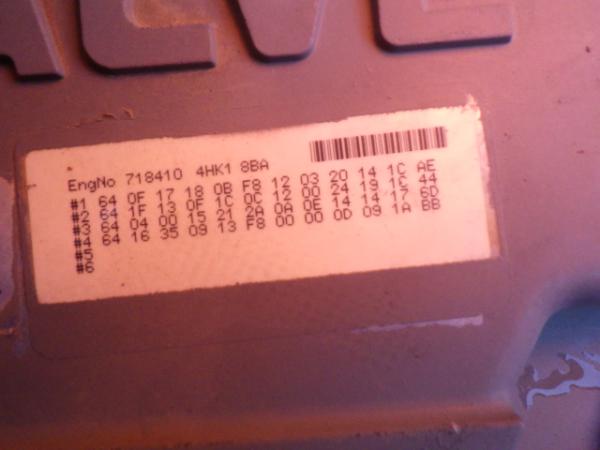 VALVE
EngNo 718410 4HK1 8BA
#1 64 0F 17 18 0B F8 12 03 20 14 1C AE
#2 64 1F 13 0F 1C 0C 12 00 24 19 1E 44
#3 64 04 00 15 21 2A 0A 0E 14 14 17 6D
#4 64 16 35 09 13 F8 00 00 0D 09 1A BB
#5
#6